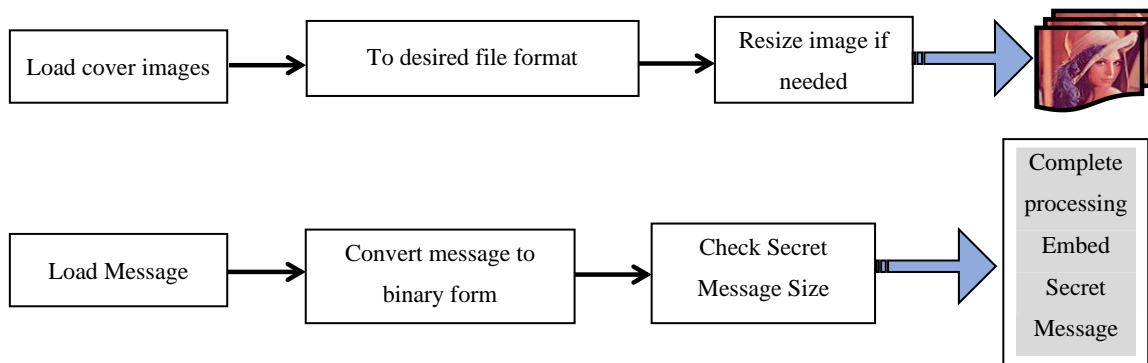 Load cover images
To desired file format
Resize image if
needed
Load Message
Convert message to
binary form
Check Secret
Message Size
Complete
processing
Embed
Secret
Message